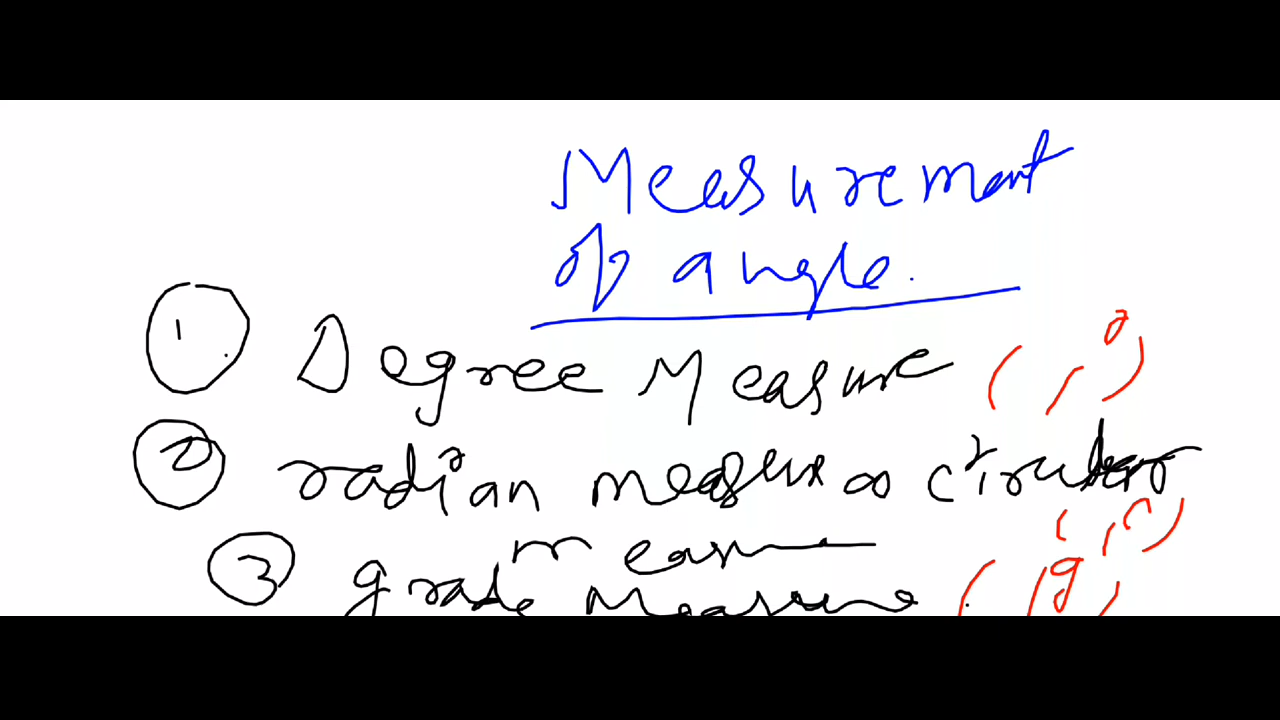 Measurement
of angle.
① Degree Measure ( , ° )
② radian measure or circular
measure ( , ͨ )
③ grade Measure ( , g )